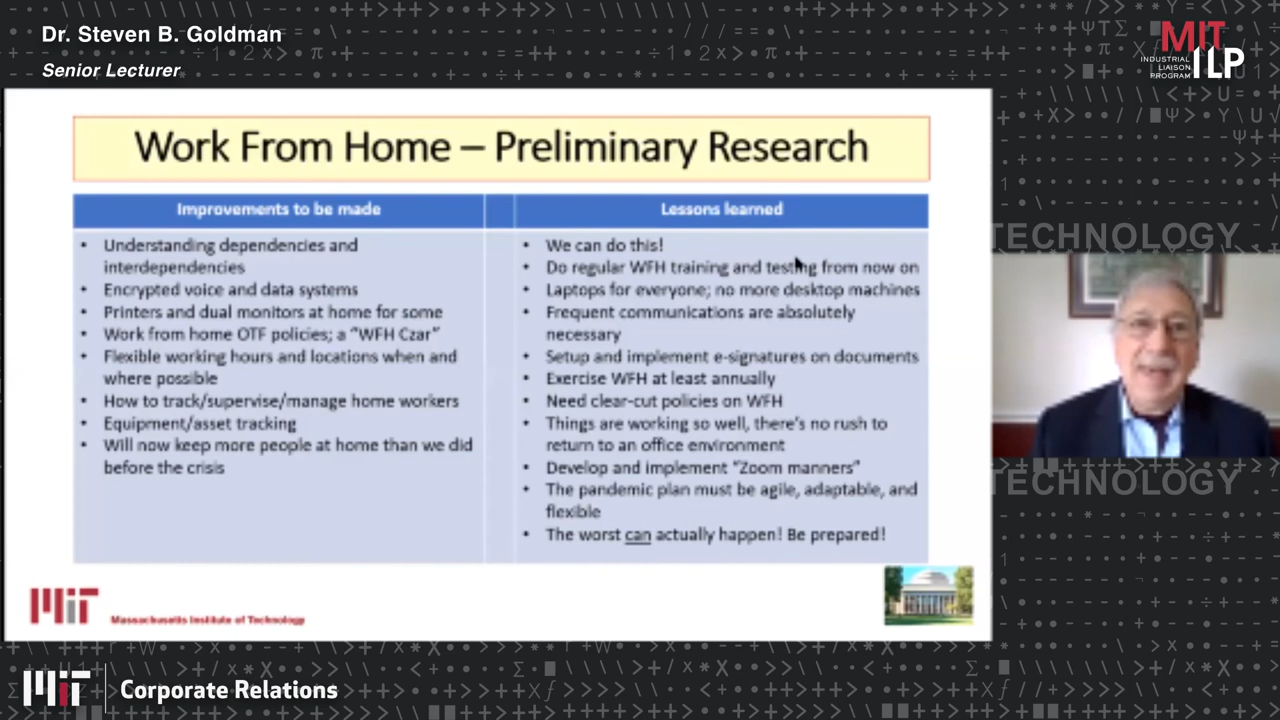 Dr. Steven B. Goldman
Senior Lecturer
MIT
ILP
INDUSTRIAL
LIAISON
PROGRAM
Work From Home – Preliminary Research
Improvements to be made
• Understanding dependencies and
interdependencies
• Encrypted voice and data systems
• Printers and dual monitors at home for some
• Work from home OTF policies; a “WFH Czar”
• Flexible working hours and locations when and
where possible
• How to track/supervise/manage home workers
• Equipment/asset tracking
• Will now keep more people at home than we did
before the crisis
Lessons learned
• We can do this!
• Do regular WFH training and testing from now on
• Laptops for everyone; no more desktop machines
• Frequent communications are absolutely
necessary
• Setup and implement e-signatures on documents
• Exercise WFH at least annually
• Need clear-cut policies on WFH
• Things are working so well, there’s no rush to
return to an office environment
• Develop and implement “Zoom manners”
• The pandemic plan must be agile, adaptable, and
flexible
• The worst can actually happen! Be prepared!
MIT
Massachusetts Institute of Technology
TECHNOLOGY
TECHNOLOGY
MIT
Corporate Relations